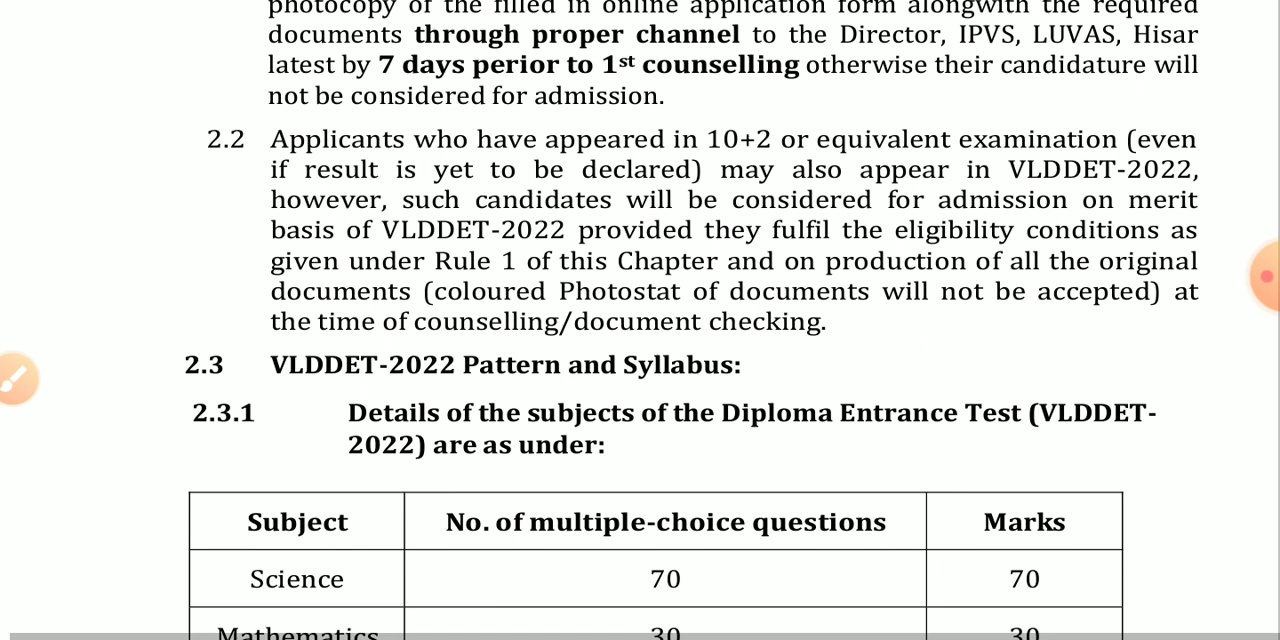 photocopy of the filled in online application form alongwith the required
documents through proper channel to the Director, IPVS, LUVAS, Hisar
latest by 7 days perior to 1st counselling otherwise their candidature will
not be considered for admission.
2.2 Applicants who have appeared in 10+2 or equivalent examination (even
if result is yet to be declared) may also appear in VLDDET-2022,
however, such candidates will be considered for admission on merit
basis of VLDDET-2022 provided they fulfil the eligibility conditions as
given under Rule 1 of this Chapter and on production of all the original
documents (coloured Photostat of documents will not be accepted) at
the time of counselling/document checking.
2.3 VLDDET-2022 Pattern and Syllabus:
2.3.1 Details of the subjects of the Diploma Entrance Test (VLDDET-
2022) are as under:
Subject No. of multiple-choice questions Marks
Science 70 70
Mathematics 30 30